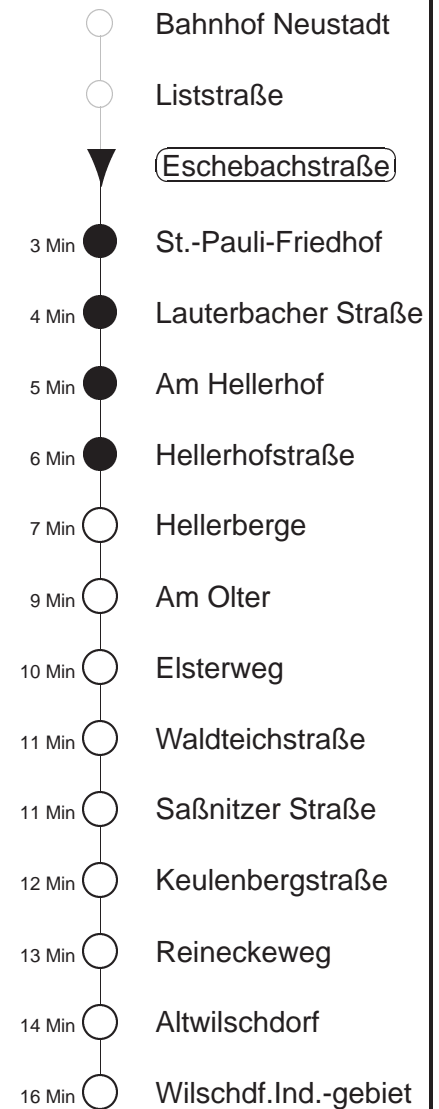 Bahnhof Neustadt
Liststraße
Eschebachstraße
3 Min St.-Pauli-Friedhof
4 Min Lauterbacher Straße
5 Min Am Hellerhof
6 Min Hellerhofstraße
7 Min Hellerberge
9 Min Am Olter
10 Min Elsterweg
11 Min Waldteichstraße
11 Min Saßnitzer Straße
12 Min Keulenbergstraße
13 Min Reineckeweg
14 Min Altwilschdorf
16 Min Wilschdf.Ind.-gebiet